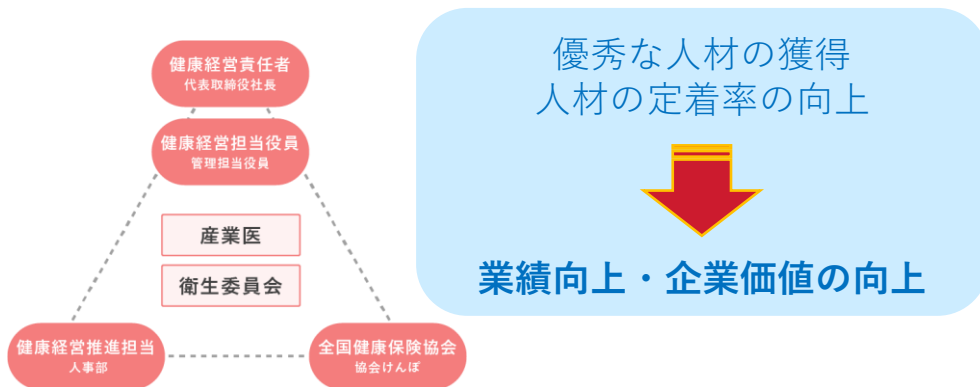 健康経営責任者
代表取締役社長
健康経営担当役員
管理担当役員
産業医
衛生委員会
健康経営推進担当
人事部
全国健康保険協会
協会けんぽ
優秀な人材の獲得
人材の定着率の向上
業績向上・企業価値の向上